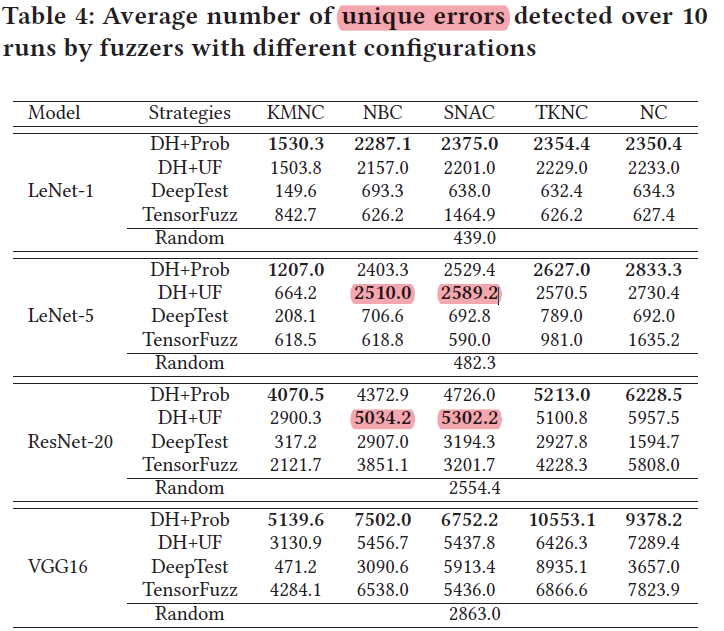 Table 4: Average number of unique errors detected over 10
runs by fuzzers with different configurations
Model Strategies KMNC NBC SNAC TKNC NC
LeNet-1
DH+Prob 1530.3 2287.1 2375.0 2354.4 2350.4
DH+UF 1503.8 2157.0 2201.0 2229.0 2233.0
DeepTest 149.6 693.3 638.0 632.4 634.3
TensorFuzz 842.7 626.2 1464.9 626.2 627.4
Random 439.0
LeNet-5
DH+Prob 1207.0 2403.3 2529.4 2627.0 2833.3
DH+UF 664.2 2510.0 2589.2 2570.5 2730.4
DeepTest 208.1 706.6 692.8 789.0 692.0
TensorFuzz 618.5 618.8 590.0 981.0 1635.2
Random 482.3
ResNet-20
DH+Prob 4070.5 4372.9 4726.0 5213.0 6228.5
DH+UF 2900.3 5034.2 5302.2 5100.8 5957.5
DeepTest 317.2 2907.0 3194.3 2927.8 1594.7
TensorFuzz 2121.7 3851.1 3201.7 4228.3 5808.0
Random 2554.4
VGG16
DH+Prob 5139.6 7502.0 6752.2 10553.1 9378.2
DH+UF 3130.9 5456.7 5437.8 6426.3 7289.4
DeepTest 471.2 3090.6 5913.4 8935.1 3657.0
TensorFuzz 4284.1 6538.0 5436.0 6866.6 7823.9
Random 2863.0